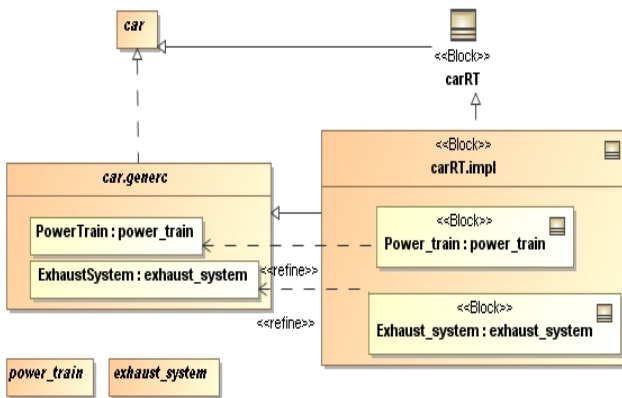 car
<<Block>>
carRT
<<Block>>
carRT.impl
car.generc
PowerTrain : power_train
ExhaustSystem : exhaust_system
<<Block>>
Power_train : power_train
<<refine>>
<<Block>>
Exhaust_system : exhaust_system
<<refine>>
power_train
exhaust_system